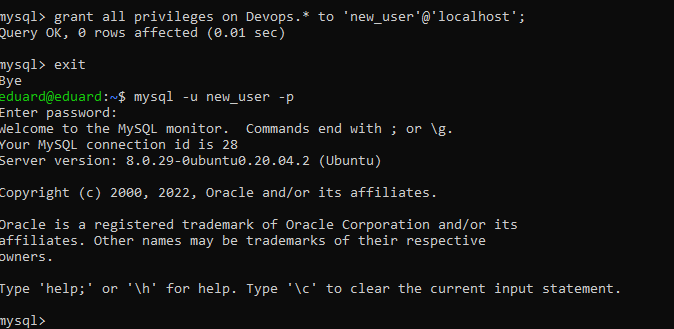 mysql> grant all privileges on Devops.* to 'new_user'@'localhost';
Query OK, 0 rows affected (0.01 sec)
mysql> exit
Bye
eduard@eduard:~$ mysql -u new_user -p
Enter password:
Welcome to the MySQL monitor.  Commands end with ; or \g.
Your MySQL connection id is 28
Server version: 8.0.29-0ubuntu0.20.04.2 (Ubuntu)
Copyright (c) 2000, 2022, Oracle and/or its affiliates.
Oracle is a registered trademark of Oracle Corporation and/or its
affiliates. Other names may be trademarks of their respective
owners.
Type 'help;' or '\h' for help. Type '\c' to clear the current input statement.
mysql>